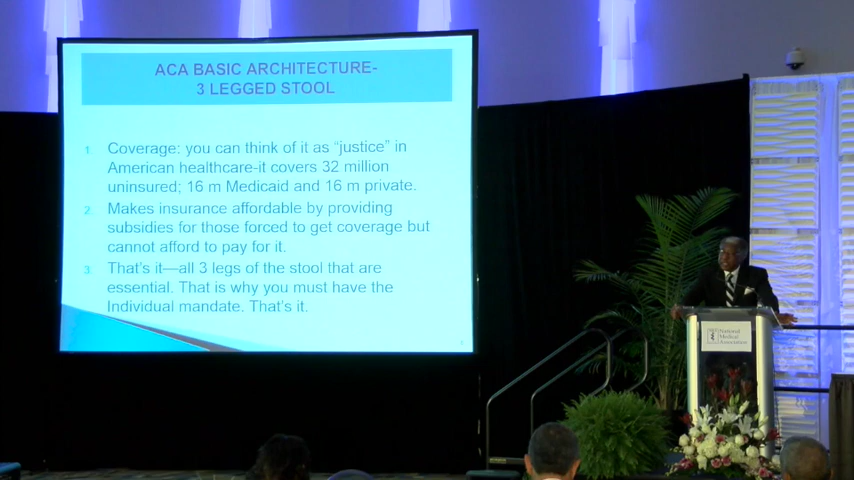 ACA BASIC ARCHITECTURE-
3 LEGGED STOOL
1. Coverage: you can think of it as “justice” in
American healthcare-it covers 32 million
uninsured; 16 m Medicaid and 16 m private.
2. Makes insurance affordable by providing
subsidies for those forced to get coverage but
cannot afford to pay for it.
3. That’s it—all 3 legs of the stool that are
essential. That is why you must have the
Individual mandate. That’s it.
National
Medical
Association